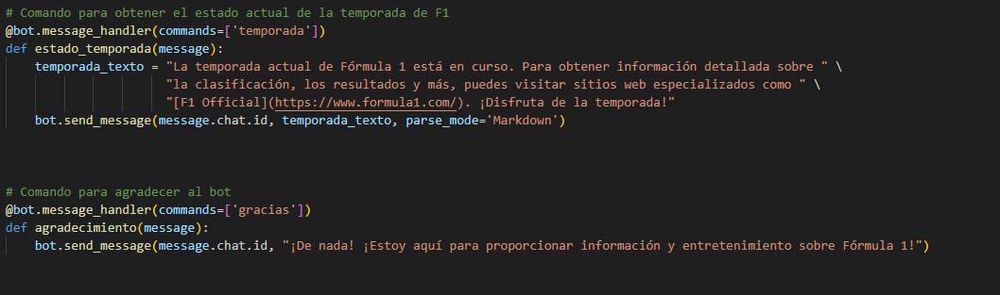 # Comando para obtener el estado actual de la temporada de F1
@bot.message_handler(commands=['temporada'])
def estado_temporada(message):
    temporada_texto = "La temporada actual de Fórmula 1 está en curso. Para obtener información detallada sobre " \
                      "la clasificación, los resultados y más, puedes visitar sitios web especializados como " \
                      "[F1 Official](https://www.formula1.com/). ¡Disfruta de la temporada!"
    bot.send_message(message.chat.id, temporada_texto, parse_mode='Markdown')
# Comando para agradecer al bot
@bot.message_handler(commands=['gracias'])
def agradecimiento(message):
    bot.send_message(message.chat.id, "¡De nada! ¡Estoy aquí para proporcionar información y entretenimiento sobre Fórmula 1!")